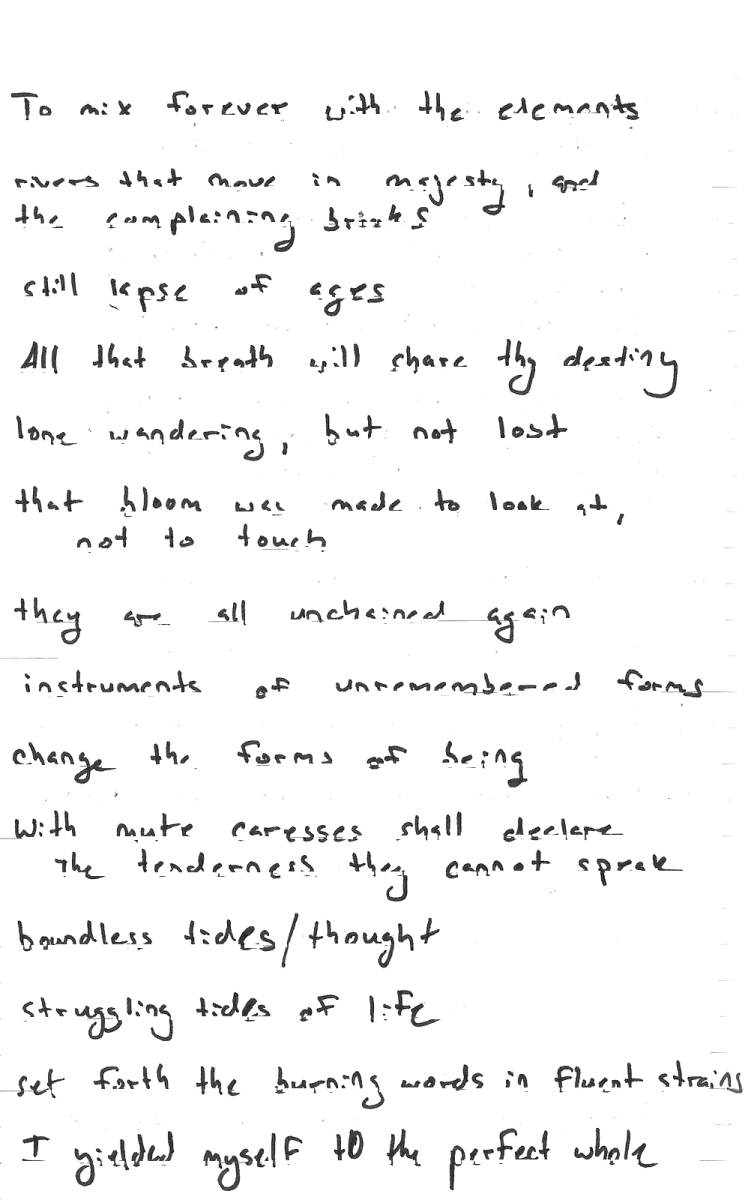 To mix forever with the elemants
rivers that move in majesty, and
the complaining brooks
still lapse of ages
All that breath will share thy destiny
lone wandering, but not lost
that bloom was made to look at,
not to touch
they are all unchained again
instruments of unremembered forms
change the forms of being
With mute caresses shall declare
The tenderness they cannot speak
boundless tides/thought
struggling tides of life
set forth the burning words in fluent strains
I yielded myself to the perfect whole